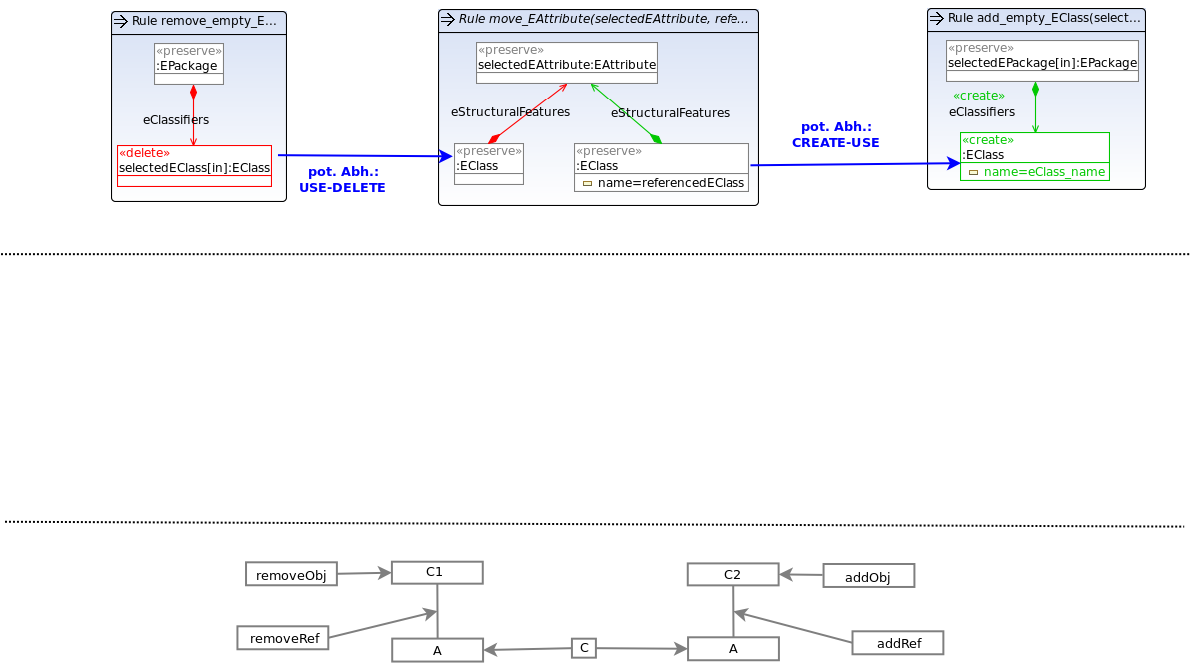 Rule remove_empty_E...
«preserve»
:EPackage
eClassifiers
«delete»
selectedEClass[in]:EClass
pot. Abh.:
USE-DELETE
Rule move_EAttribute(selectedEAttribute, refe...
«preserve»
selectedEAttribute:EAttribute
eStructuralFeatures
eStructuralFeatures
«preserve»
:EClass
«preserve»
:EClass
name=referencedEClass
pot. Abh.:
CREATE-USE
Rule add_empty_EClass(select...
«preserve»
selectedEPackage[in]:EPackage
«create»
eClassifiers
«create»
:EClass
name=eClass_name
removeObj
C1
C2
addObj
removeRef
A
C
A
addRef